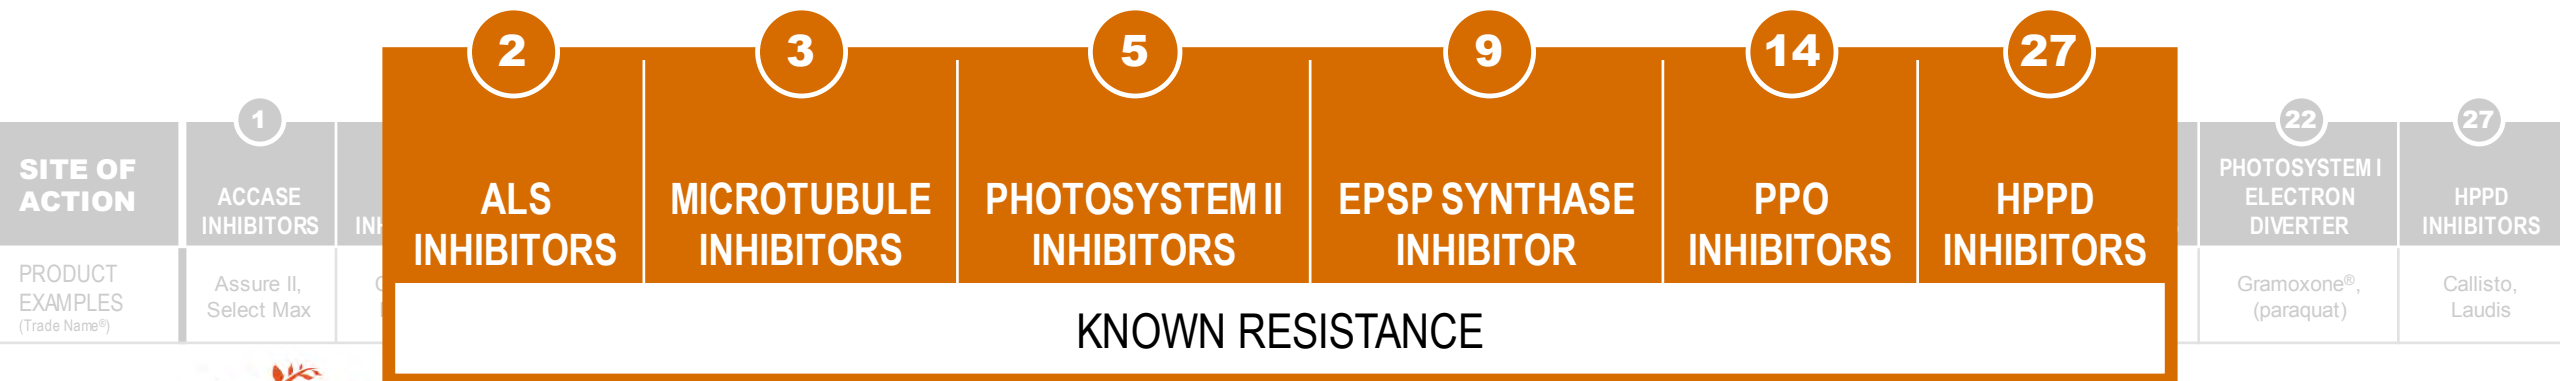 2
3
5
9
14
27
ALS
INHIBITORS
MICROTUBULE
INHIBITORS
PHOTOSYSTEM II
INHIBITORS
EPSP SYNTHASE
INHIBITOR
PPO
INHIBITORS
HPPD
INHIBITORS
KNOWN RESISTANCE
SITE OF
ACTION
1
ACCASE
INHIBITORS
22
PHOTOSYSTEM I
ELECTRON
DIVERTER
27
HPPD
INHIBITORS
PRODUCT
EXAMPLES
(Trade Name®)
Assure II,
Select Max
Gramoxone®,
(paraquat)
Callisto,
Laudis